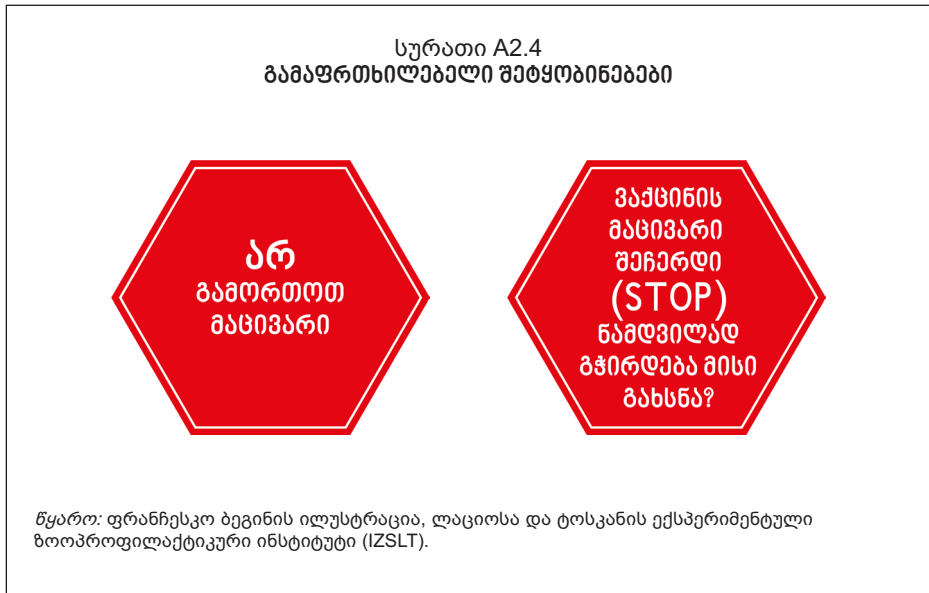 სურათი A2.4
გამაფრთხილებელი შეტყობინებები
არ
გამორთოთ
მაცივარი
ვაქცინის
მაცივარი
შეჩერდი
(STOP)
ნამდვილად
გჭირდება მისი
გახსნა?
წყარო: ფრანჩესკო ბეგინის ილუსტრაცია, ლაციოსა და ტოსკანის ექსპერიმენტული
ზოოპროფილაქტიკური ინსტიტუტი (IZSLT).